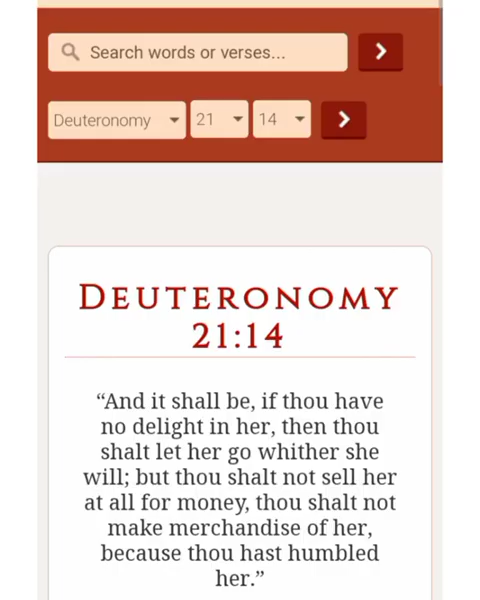 Search words or verses...
Deuteronomy 21 14
DEUTERONOMY
21:14
“And it shall be, if thou have
no delight in her, then thou
shalt let her go whither she
will; but thou shalt not sell her
at all for money, thou shalt not
make merchandise of her,
because thou hast humbled
her.”